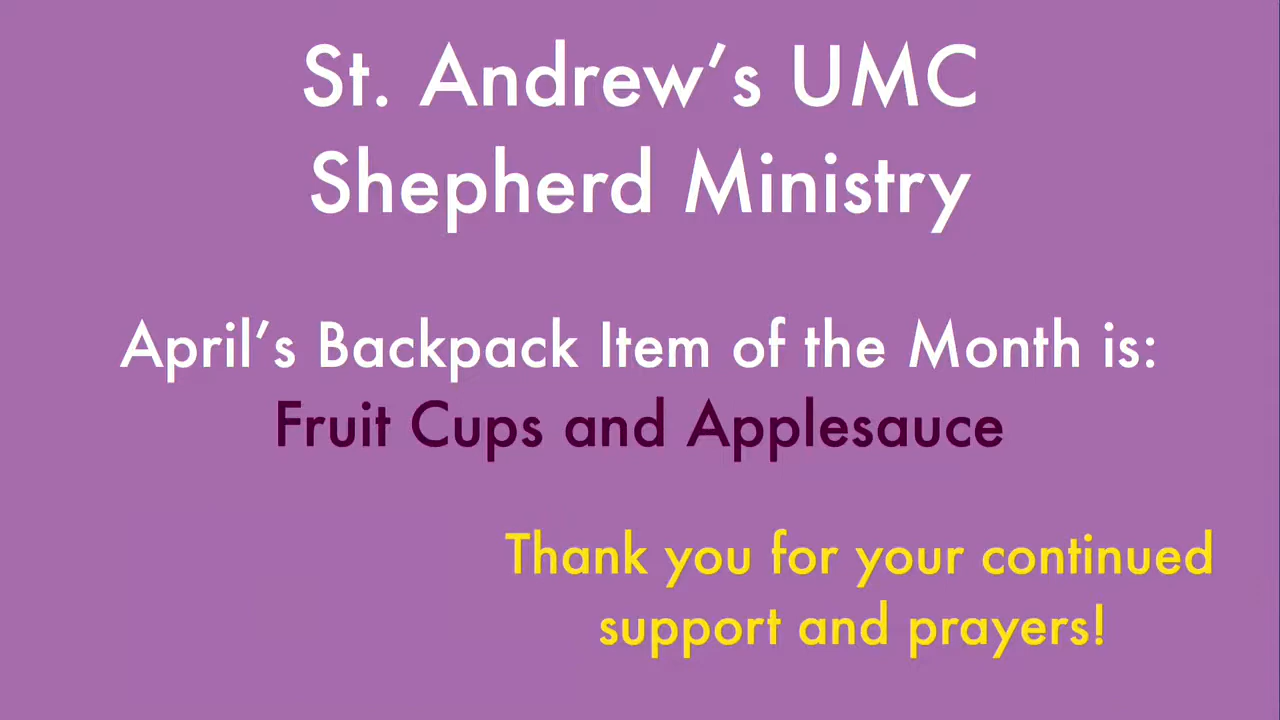 St. Andrew’s UMC
Shepherd Ministry
April’s Backpack Item of the Month is:
Fruit Cups and Applesauce
Thank you for your continued
support and prayers!